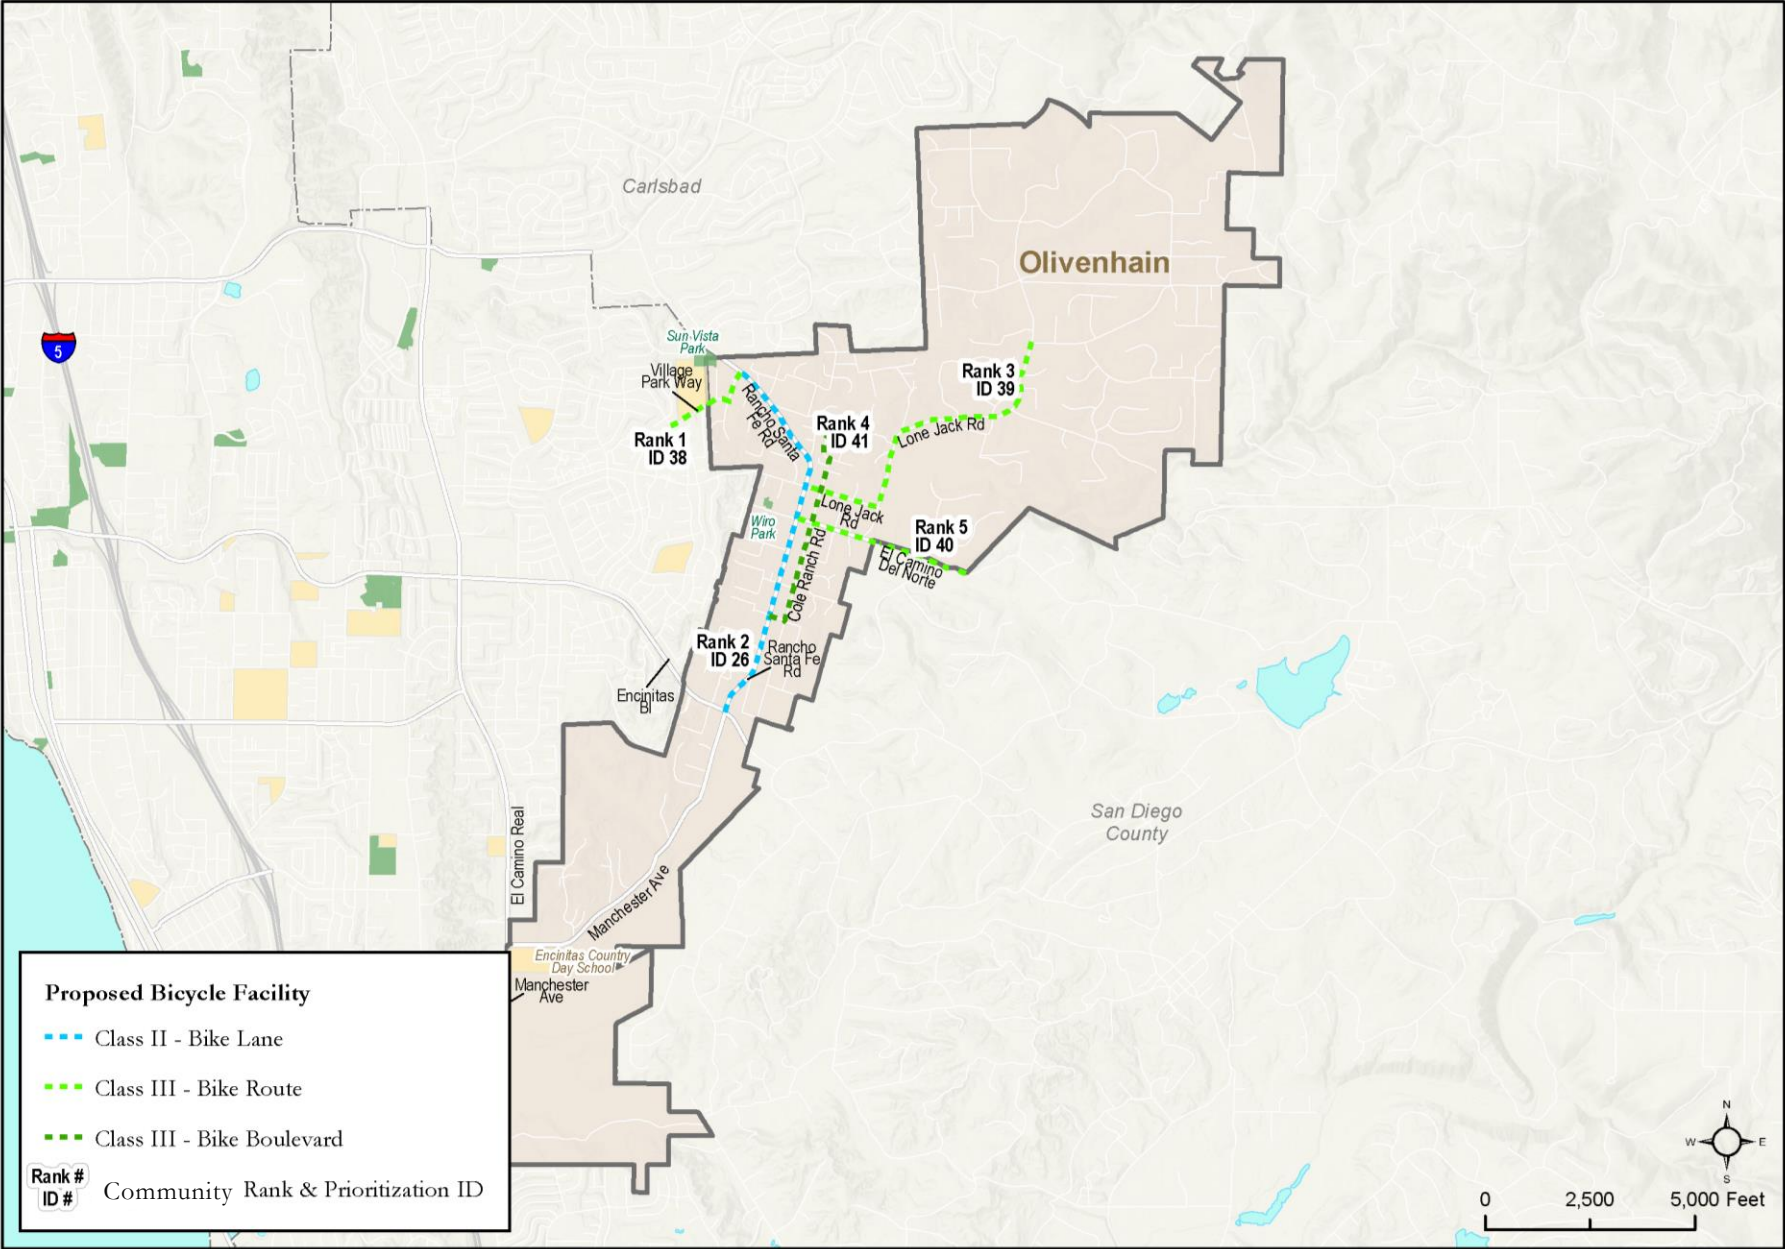 Carlsbad
Olivenhain
5
Sun Vista
Park
Village
Park Way
Rancho Santa
Fe Rd
Rank 3
ID 39
Rank 4
ID 41
Rank 1
ID 38
Lone Jack Rd
Lone Jack
Rd
Wiro
Park
Rank 5
ID 40
El Camino
Del Norte
Cole Ranch Rd
Rank 2
ID 26
Rancho
Santa Fe
Rd
Encinitas
Bl
San Diego
County
El Camino Real
Manchester Ave
Encinitas Country
Day School
Manchester
Ave
Proposed Bicycle Facility
Class II - Bike Lane
Class III - Bike Route
Class III - Bike Boulevard
Rank #
ID #
Community Rank & Prioritization ID
N
W E
S
0 2,500 5,000 Feet